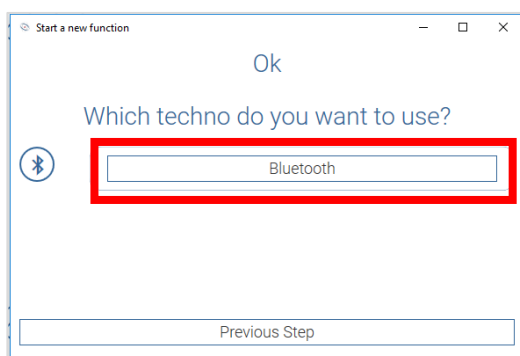 Start a new function
Ok
Which techno do you want to use?
Bluetooth
Previous Step